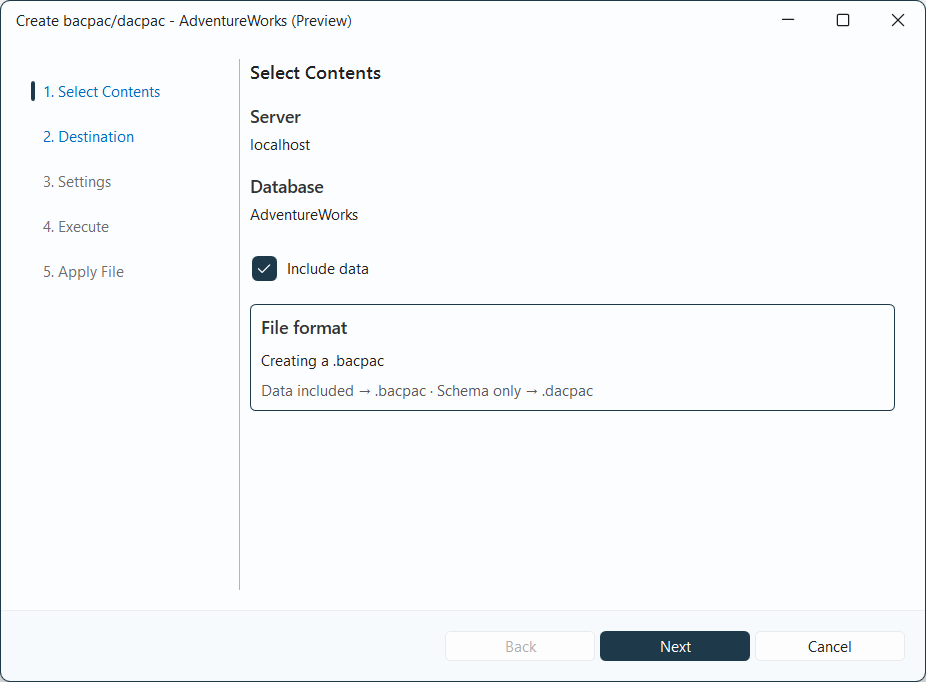 Create bacpac/dacpac - AdventureWorks (Preview)
1. Select Contents
2. Destination
3. Settings
4. Execute
5. Apply File
Select Contents
Server
localhost
Database
AdventureWorks
Include data
File format
Creating a .bacpac
Data included → .bacpac · Schema only → .dacpac
Back
Next
Cancel